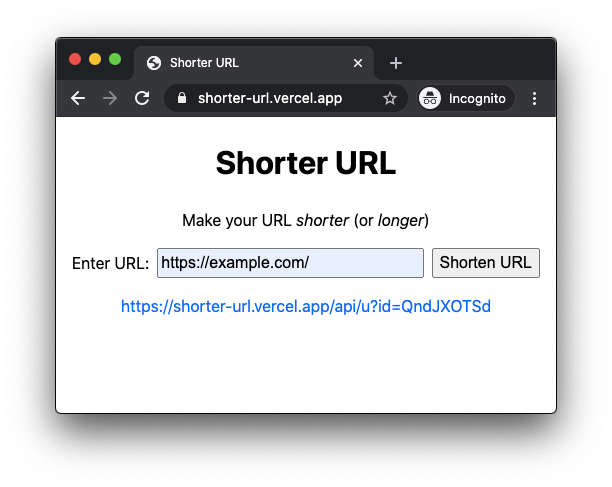 Shorter URL
shorter-url.vercel.app
Incognito
Shorter URL
Make your URL shorter (or longer)
Enter URL: https://example.com/ Shorten URL
https://shorter-url.vercel.app/api/u?id=QndJXOTSd